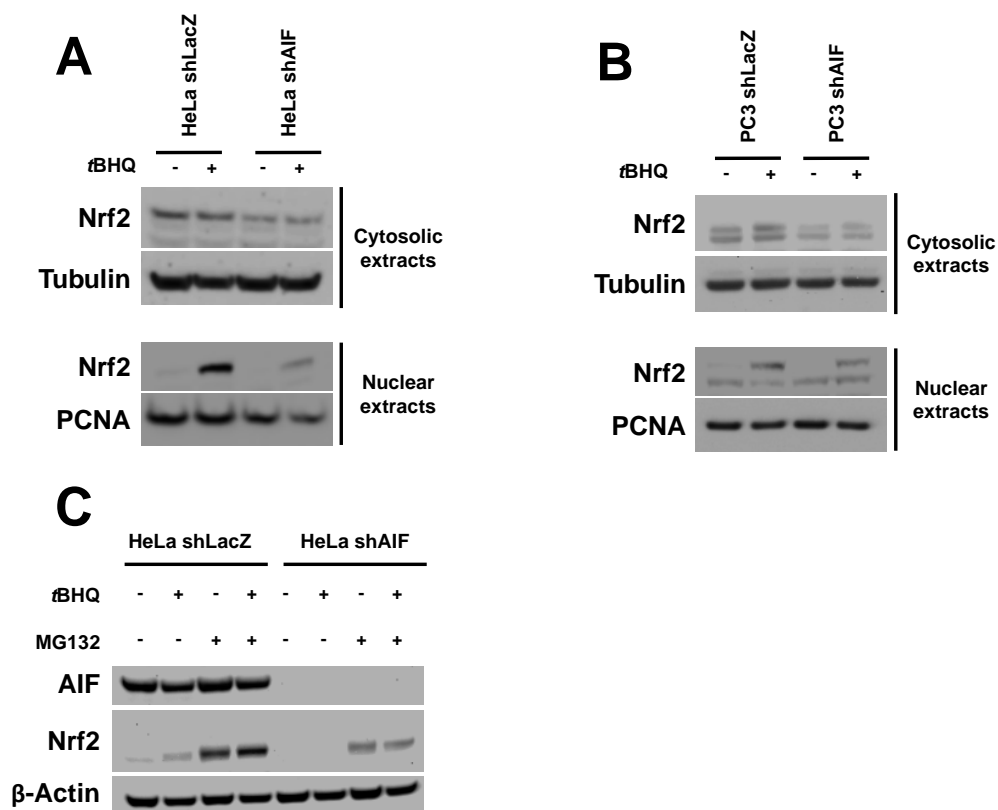 A
HeLa shLacZ
HeLa shAIF
tBHQ - + - +
Nrf2
Tubulin
Cytosolic
extracts
Nrf2
PCNA
Nuclear
extracts
B
PC3 shLacZ
PC3 shAIF
tBHQ - + - +
Nrf2
Tubulin
Cytosolic
extracts
Nrf2
PCNA
Nuclear
extracts
C
HeLa shLacZ HeLa shAIF
tBHQ - + - + - + - +
MG132 - - + + - - + +
AIF
Nrf2
β-Actin